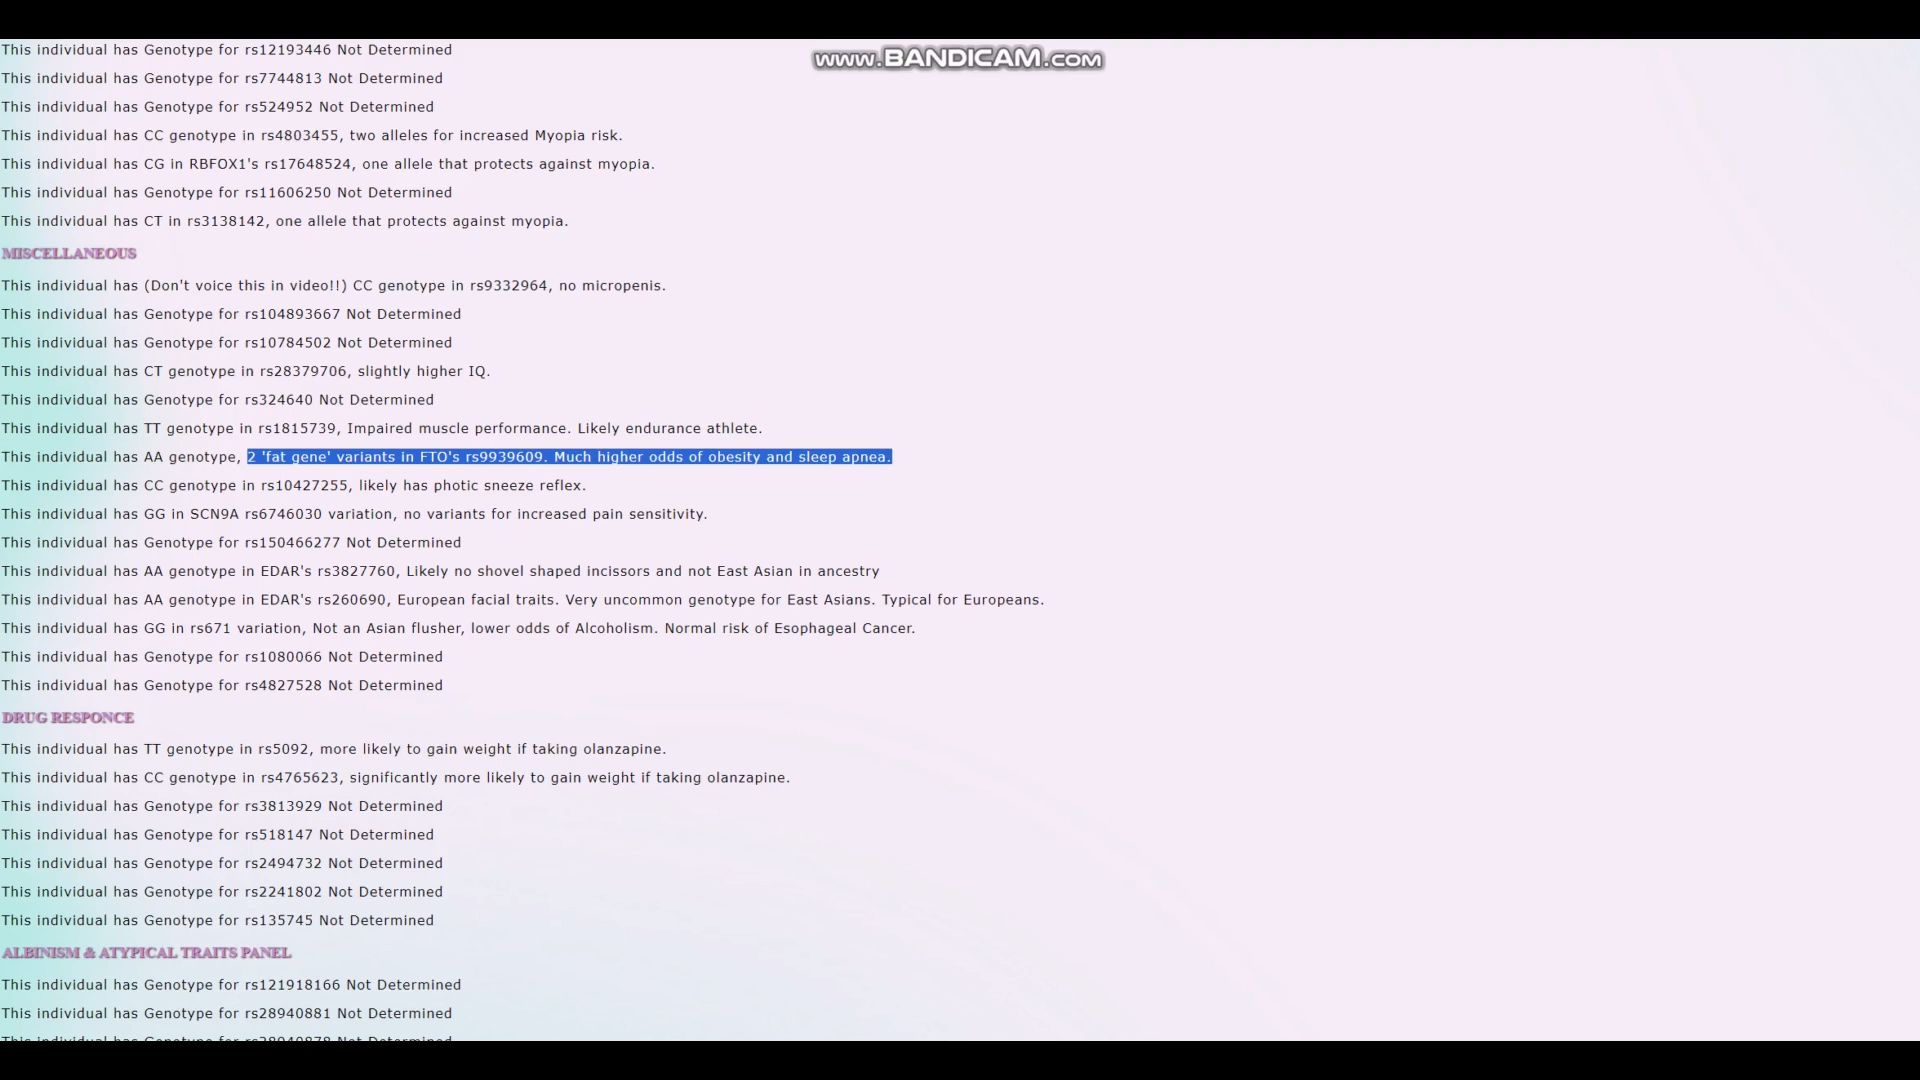 www.BANDICAM.com
This individual has Genotype for rs12193446 Not Determined
This individual has Genotype for rs7744813 Not Determined
This individual has Genotype for rs524952 Not Determined
This individual has CC genotype in rs4803455, two alleles for increased Myopia risk.
This individual has CG in RBFOX1's rs17648524, one allele that protects against myopia.
This individual has Genotype for rs11606250 Not Determined
This individual has CT in rs3138142, one allele that protects against myopia.
MISCELLANEOUS
This individual has (Don't voice this in video!!) CC genotype in rs9332964, no micropenis.
This individual has Genotype for rs104893667 Not Determined
This individual has Genotype for rs10784502 Not Determined
This individual has CT genotype in rs28379706, slightly higher IQ.
This individual has Genotype for rs324640 Not Determined
This individual has TT genotype in rs1815739, Impaired muscle performance. Likely endurance athlete.
This individual has AA genotype, 2 'fat gene' variants in FTO's rs9939609. Much higher odds of obesity and sleep apnea.
This individual has CC genotype in rs10427255, likely has photic sneeze reflex.
This individual has GG in SCN9A rs6746030 variation, no variants for increased pain sensitivity.
This individual has Genotype for rs150466277 Not Determined
This individual has AA genotype in EDAR's rs3827760, Likely no shovel shaped incissors and not East Asian in ancestry
This individual has AA genotype in EDAR's rs260690, European facial traits. Very uncommon genotype for East Asians. Typical for Europeans.
This individual has GG in rs671 variation, Not an Asian flusher, lower odds of Alcoholism. Normal risk of Esophageal Cancer.
This individual has Genotype for rs1080066 Not Determined
This individual has Genotype for rs4827528 Not Determined
DRUG RESPONCE
This individual has TT genotype in rs5092, more likely to gain weight if taking olanzapine.
This individual has CC genotype in rs4765623, significantly more likely to gain weight if taking olanzapine.
This individual has Genotype for rs3813929 Not Determined
This individual has Genotype for rs518147 Not Determined
This individual has Genotype for rs2494732 Not Determined
This individual has Genotype for rs2241802 Not Determined
This individual has Genotype for rs135745 Not Determined
ALBINISM & ATYPICAL TRAITS PANEL
This individual has Genotype for rs121918166 Not Determined
This individual has Genotype for rs28940881 Not Determined
This individual has Genotype for rs28940878 Not Determined